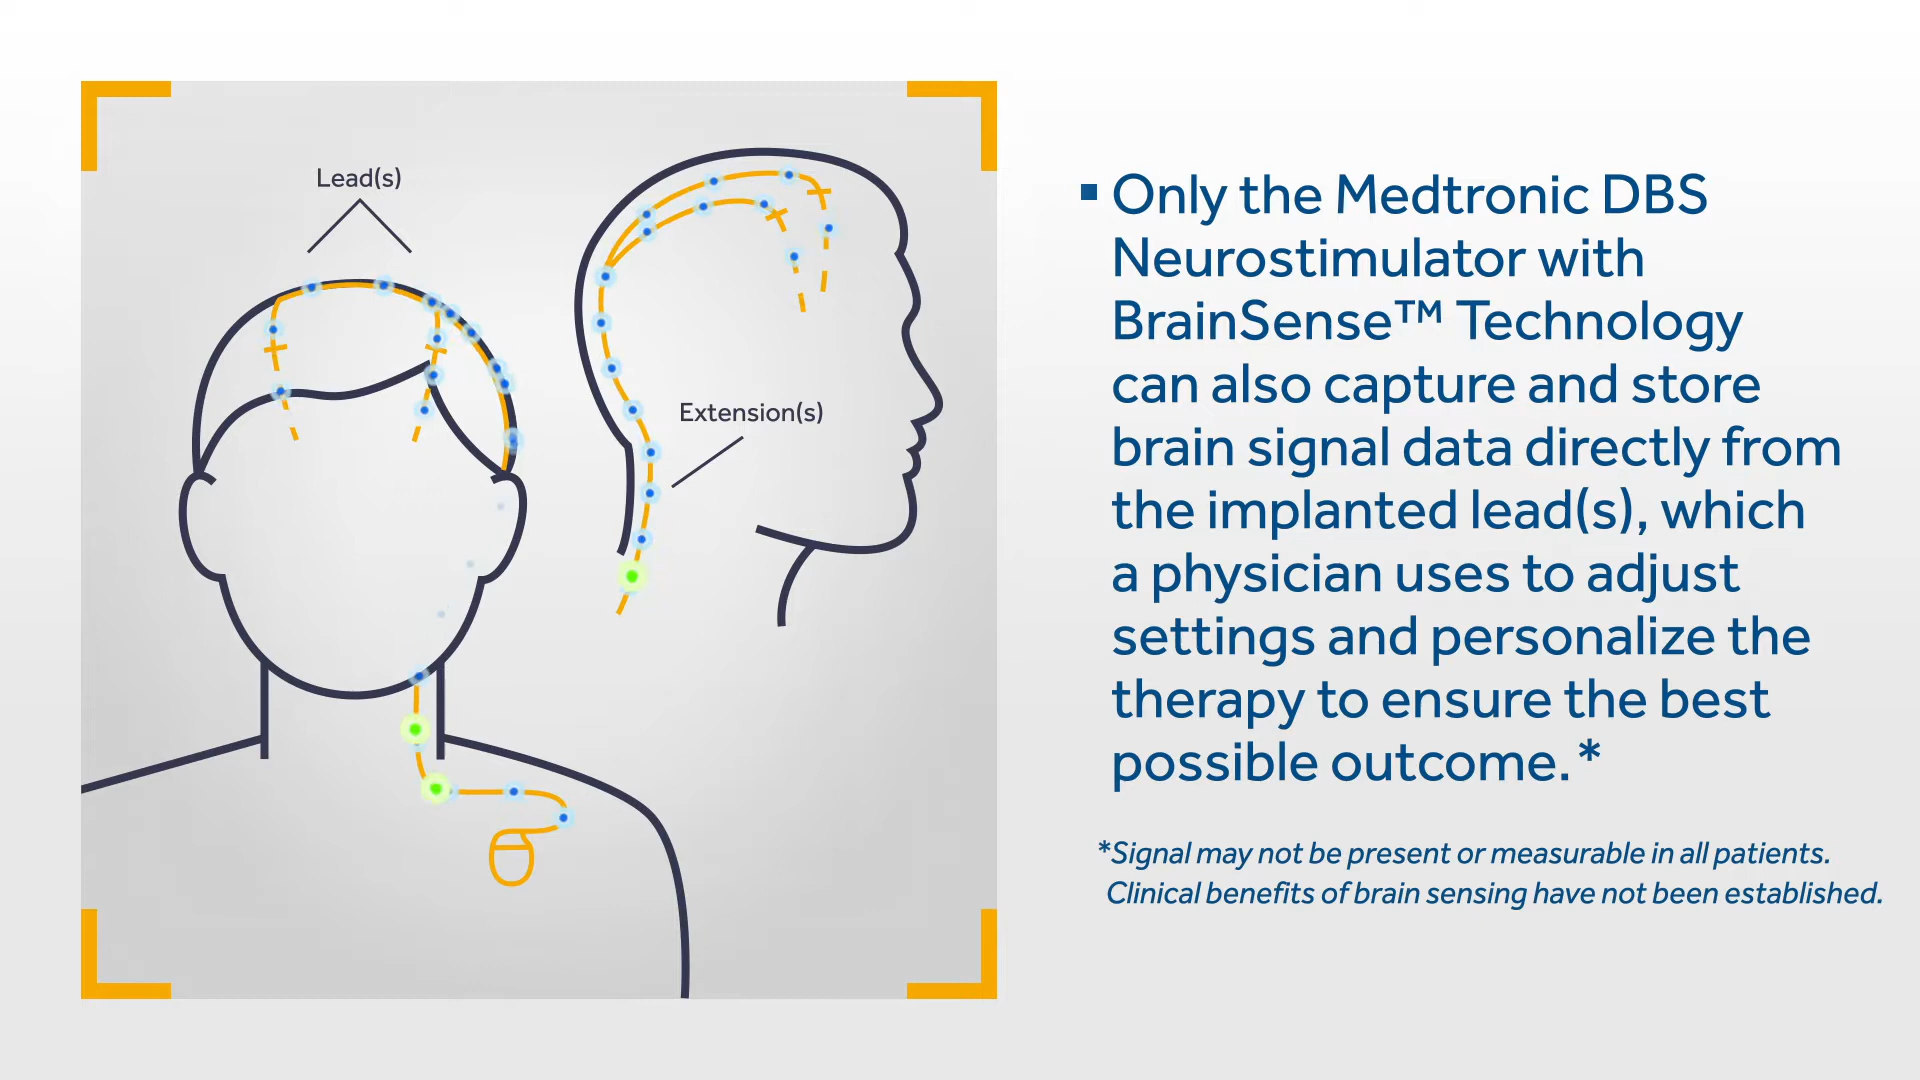 Lead(s)
Extension(s)
▪ Only the Medtronic DBS
Neurostimulator with
BrainSense™ Technology
can also capture and store
brain signal data directly from
the implanted lead(s), which
a physician uses to adjust
settings and personalize the
therapy to ensure the best
possible outcome.*
*Signal may not be present or measurable in all patients.
Clinical benefits of brain sensing have not been established.